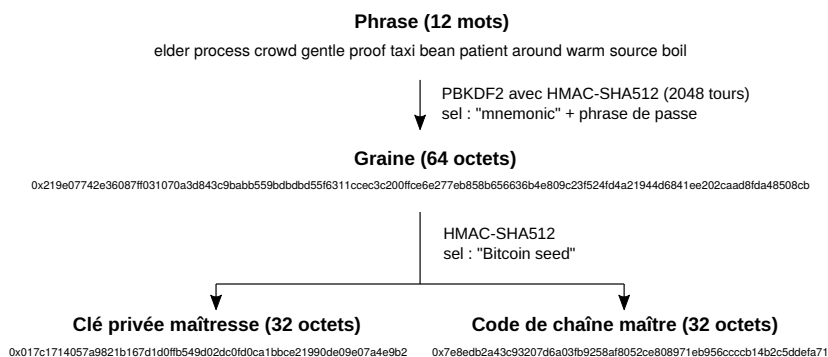 Phrase (12 mots)
elder process crowd gentle proof taxi bean patient around warm source boil
PBKDF2 avec HMAC-SHA512 (2048 tours)
sel : "mnemonic" + phrase de passe
Graine (64 octets)
0x219e07742e36087ff031070a3d843c9babb559bdbdbd55f6311ccec3c200ffce6e277eb858b656636b4e809c23f524fd4a21944d6841ee202caad8fda48508cb
HMAC-SHA512
sel : "Bitcoin seed"
Clé privée maîtresse (32 octets)
Code de chaîne maître (32 octets)
0x017c1714057a9821b167d1d0ffb549d02dc0fd0ca1bbce21990de09e07a4e9b2
0x7e8edb2a43c93207d6a03fb9258af8052ce808971eb956ccccb14b2c5ddefa71